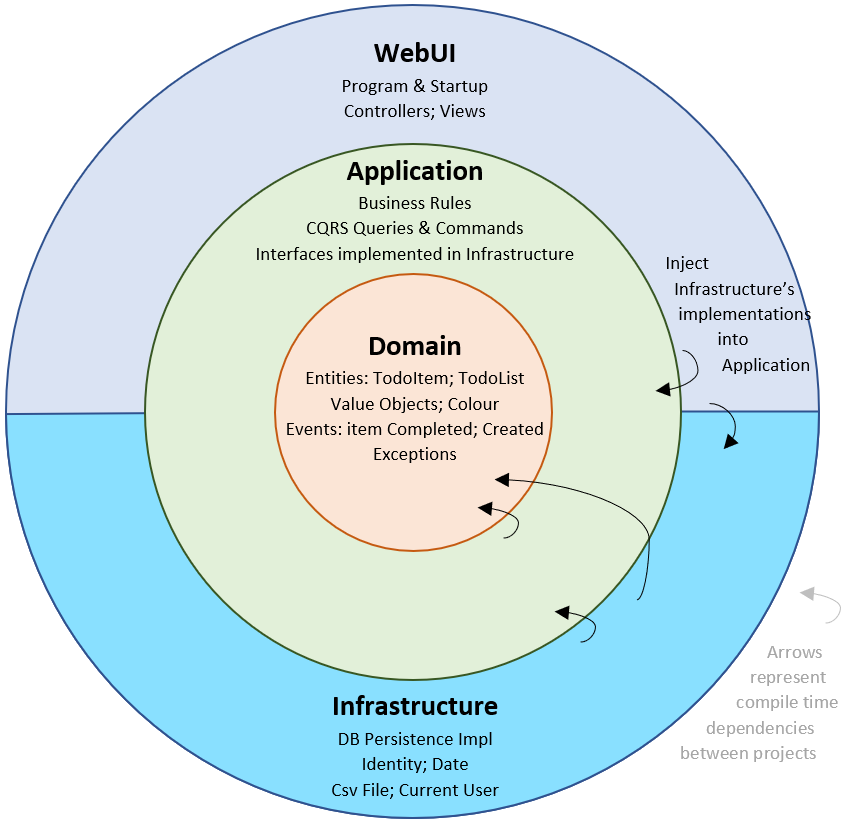 WebUI
Program & Startup
Controllers; Views
Application
Business Rules
CQRS Queries & Commands
Interfaces implemented in Infrastructure
Inject
Infrastructure’s
implementations
into
Application
Domain
Entities: TodoItem; TodoList
Value Objects; Colour
Events: item Completed; Created
Exceptions
Arrows
represent
compile time
dependencies
between projects
Infrastructure
DB Persistence Impl
Identity; Date
Csv File; Current User